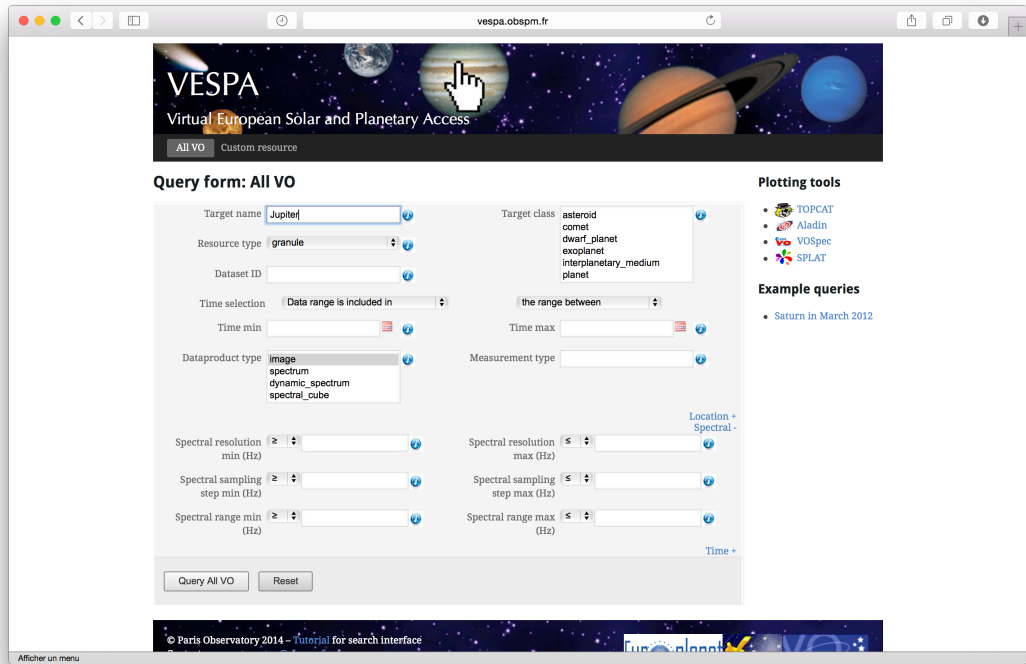 vespa.obspm.fr
VESPA
Virtual European Solar and Planetary Access
All VO Custom resource
Query form: All VO
Target name Jupiter
Target class asteroid
comet
dwarf_planet
exoplanet
interplanetary_medium
planet
Resource type granule
Dataset ID
Time selection Data range is included in the range between
Time min Time max
Dataproduct type image
spectrum
dynamic_spectrum
spectral_cube
Measurement type
Location +
Spectral -
Spectral resolution min (Hz) ≥
Spectral resolution max (Hz) ≤
Spectral sampling step min (Hz) ≥
Spectral sampling step max (Hz) ≤
Spectral range min (Hz) ≥
Spectral range max (Hz) ≤
Time +
Query All VO Reset
Plotting tools
TOPCAT
Aladin
VOSpec
SPLAT
Example queries
Saturn in March 2012
© Paris Observatory 2014 – Tutorial for search interface
Afficher un menu